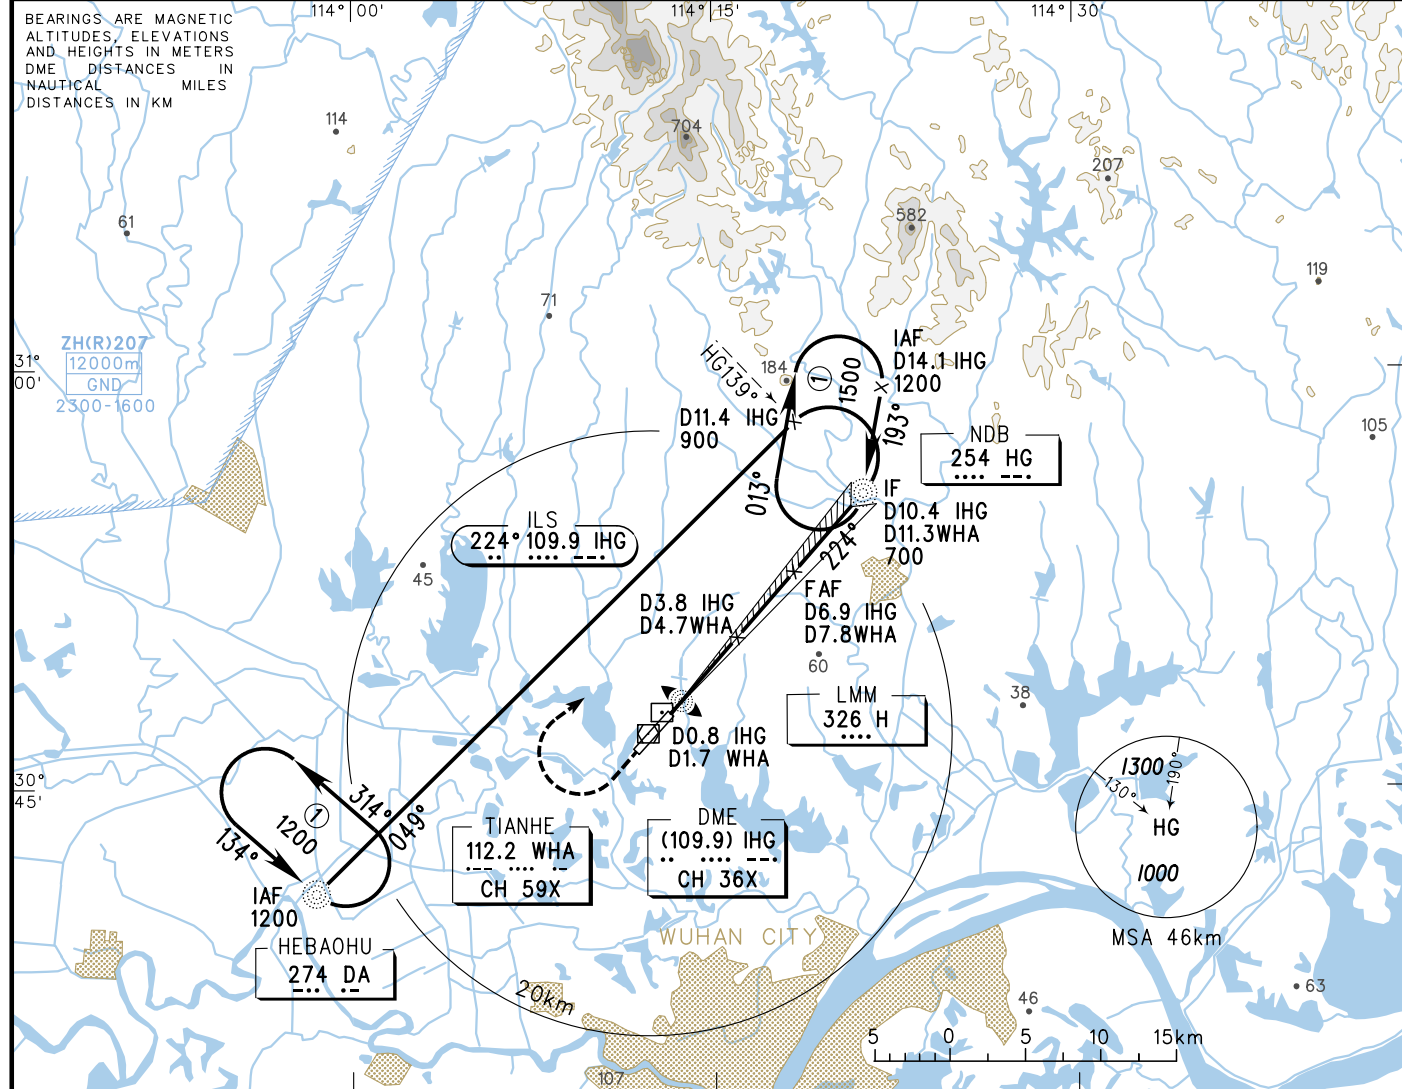 BEARINGS ARE MAGNETIC
ALTITUDES, ELEVATIONS
AND HEIGHTS IN METERS
DME DISTANCES IN
NAUTICAL MILES
DISTANCES IN KM
114° 00'
114° 15'
114° 30'
114
704
300
207
61
582
119
71
ZH(R)207
12000m
GND
2300-1600
31°
00'
HG139°
184
1
1500
IAF
D14.1 IHG
1200
D11.4 IHG
900
193°
105
NDB
254 HG
013°
IF
D10.4 IHG
D11.3WHA
700
ILS
224° 109.9 IHG
224°
45
D3.8 IHG
D4.7WHA
FAF
D6.9 IHG
D7.8WHA
60
38
LMM
326 H
D0.8 IHG
D1.7 WHA
30°
45'
1300
130°
190°
HG
1000
MSA 46km
314°
049°
1
1200
134°
TIANHE
112.2 WHA
CH 59X
DME
(109.9) IHG
CH 36X
IAF
1200
HEBAOHU
274 DA
WUHAN CITY
20km
63
46
5 0 5 10 15km
107